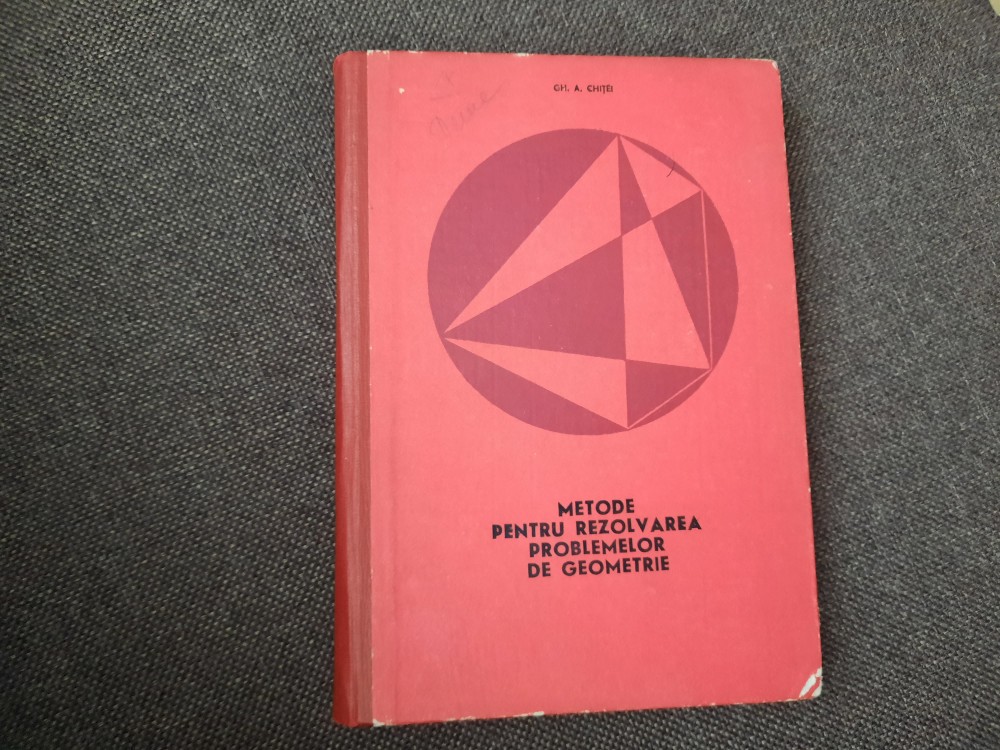 GH. A. CHIȚEI
METODE
PENTRU REZOLVAREA
PROBLEMELOR
DE GEOMETRIE